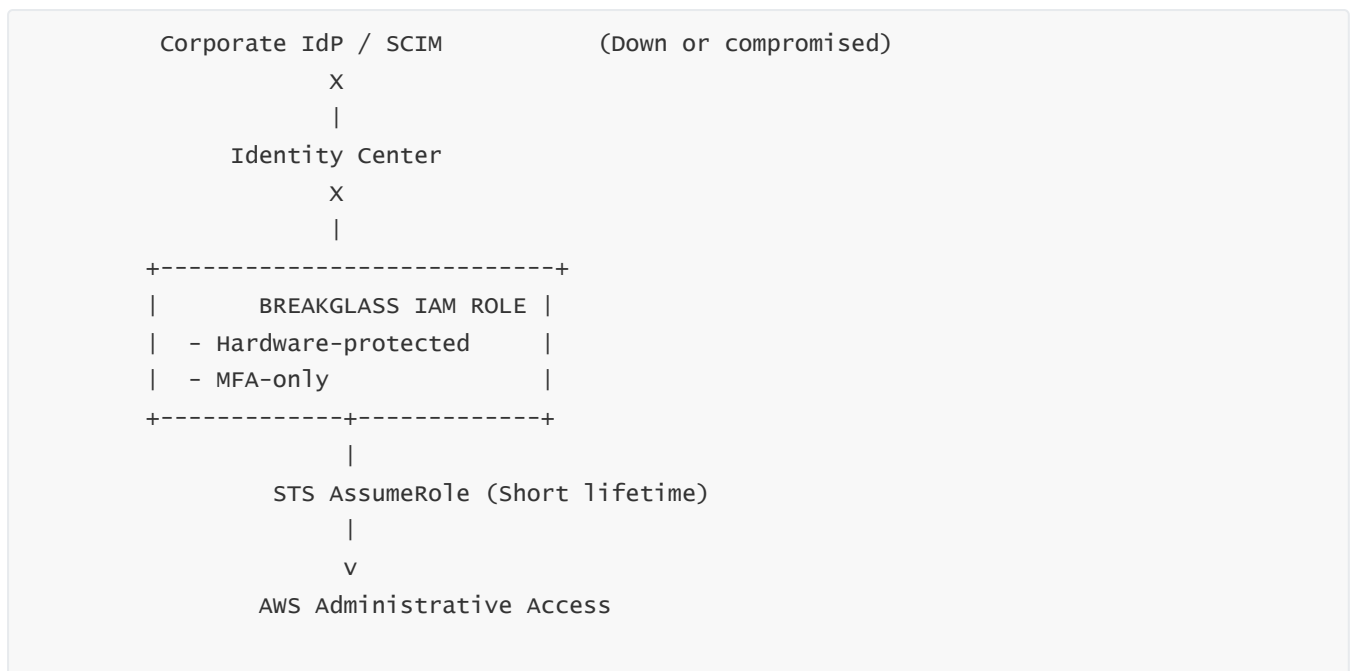 Corporate IdP / SCIM (Down or compromised)
X
|
Identity Center
X
|
+---------------------------+
| BREAKGLASS IAM ROLE |
| - Hardware-protected |
| - MFA-only |
+-------------+-------------+
|
STS AssumeRole (Short lifetime)
|
v
AWS Administrative Access